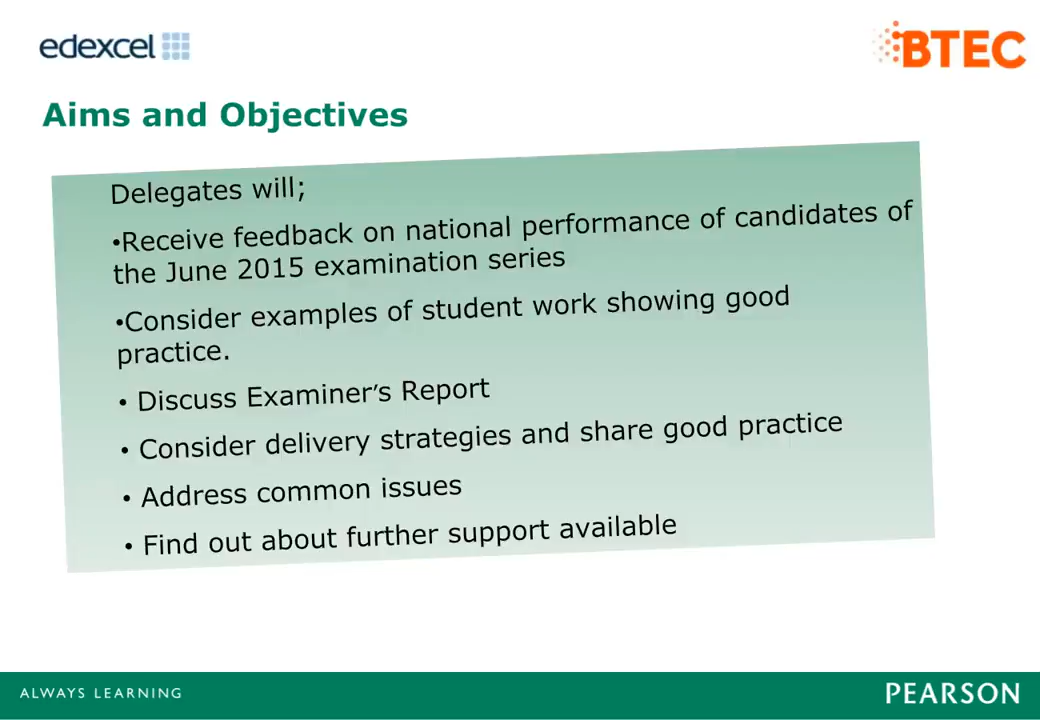 edexcel
BTEC
Aims and Objectives
Delegates will;
•Receive feedback on national performance of candidates of
the June 2015 examination series
•Consider examples of student work showing good
practice.
• Discuss Examiner’s Report
• Consider delivery strategies and share good practice
• Address common issues
• Find out about further support available
ALWAYS LEARNING
PEARSON